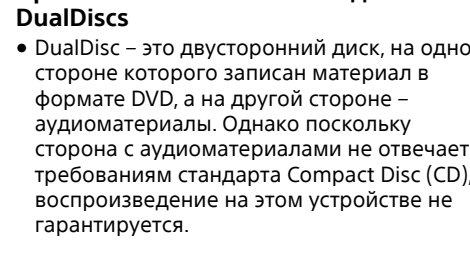 DualDiscs
• DualDisc – это двусторонний диск, на одно
стороне которого записан материал в
формате DVD, а на другой стороне –
аудиоматериалы. Однако поскольку
сторона с аудиоматериалами не отвечает
требованиям стандарта Compact Disc (CD),
воспроизведение на этом устройстве не
гарантируется.